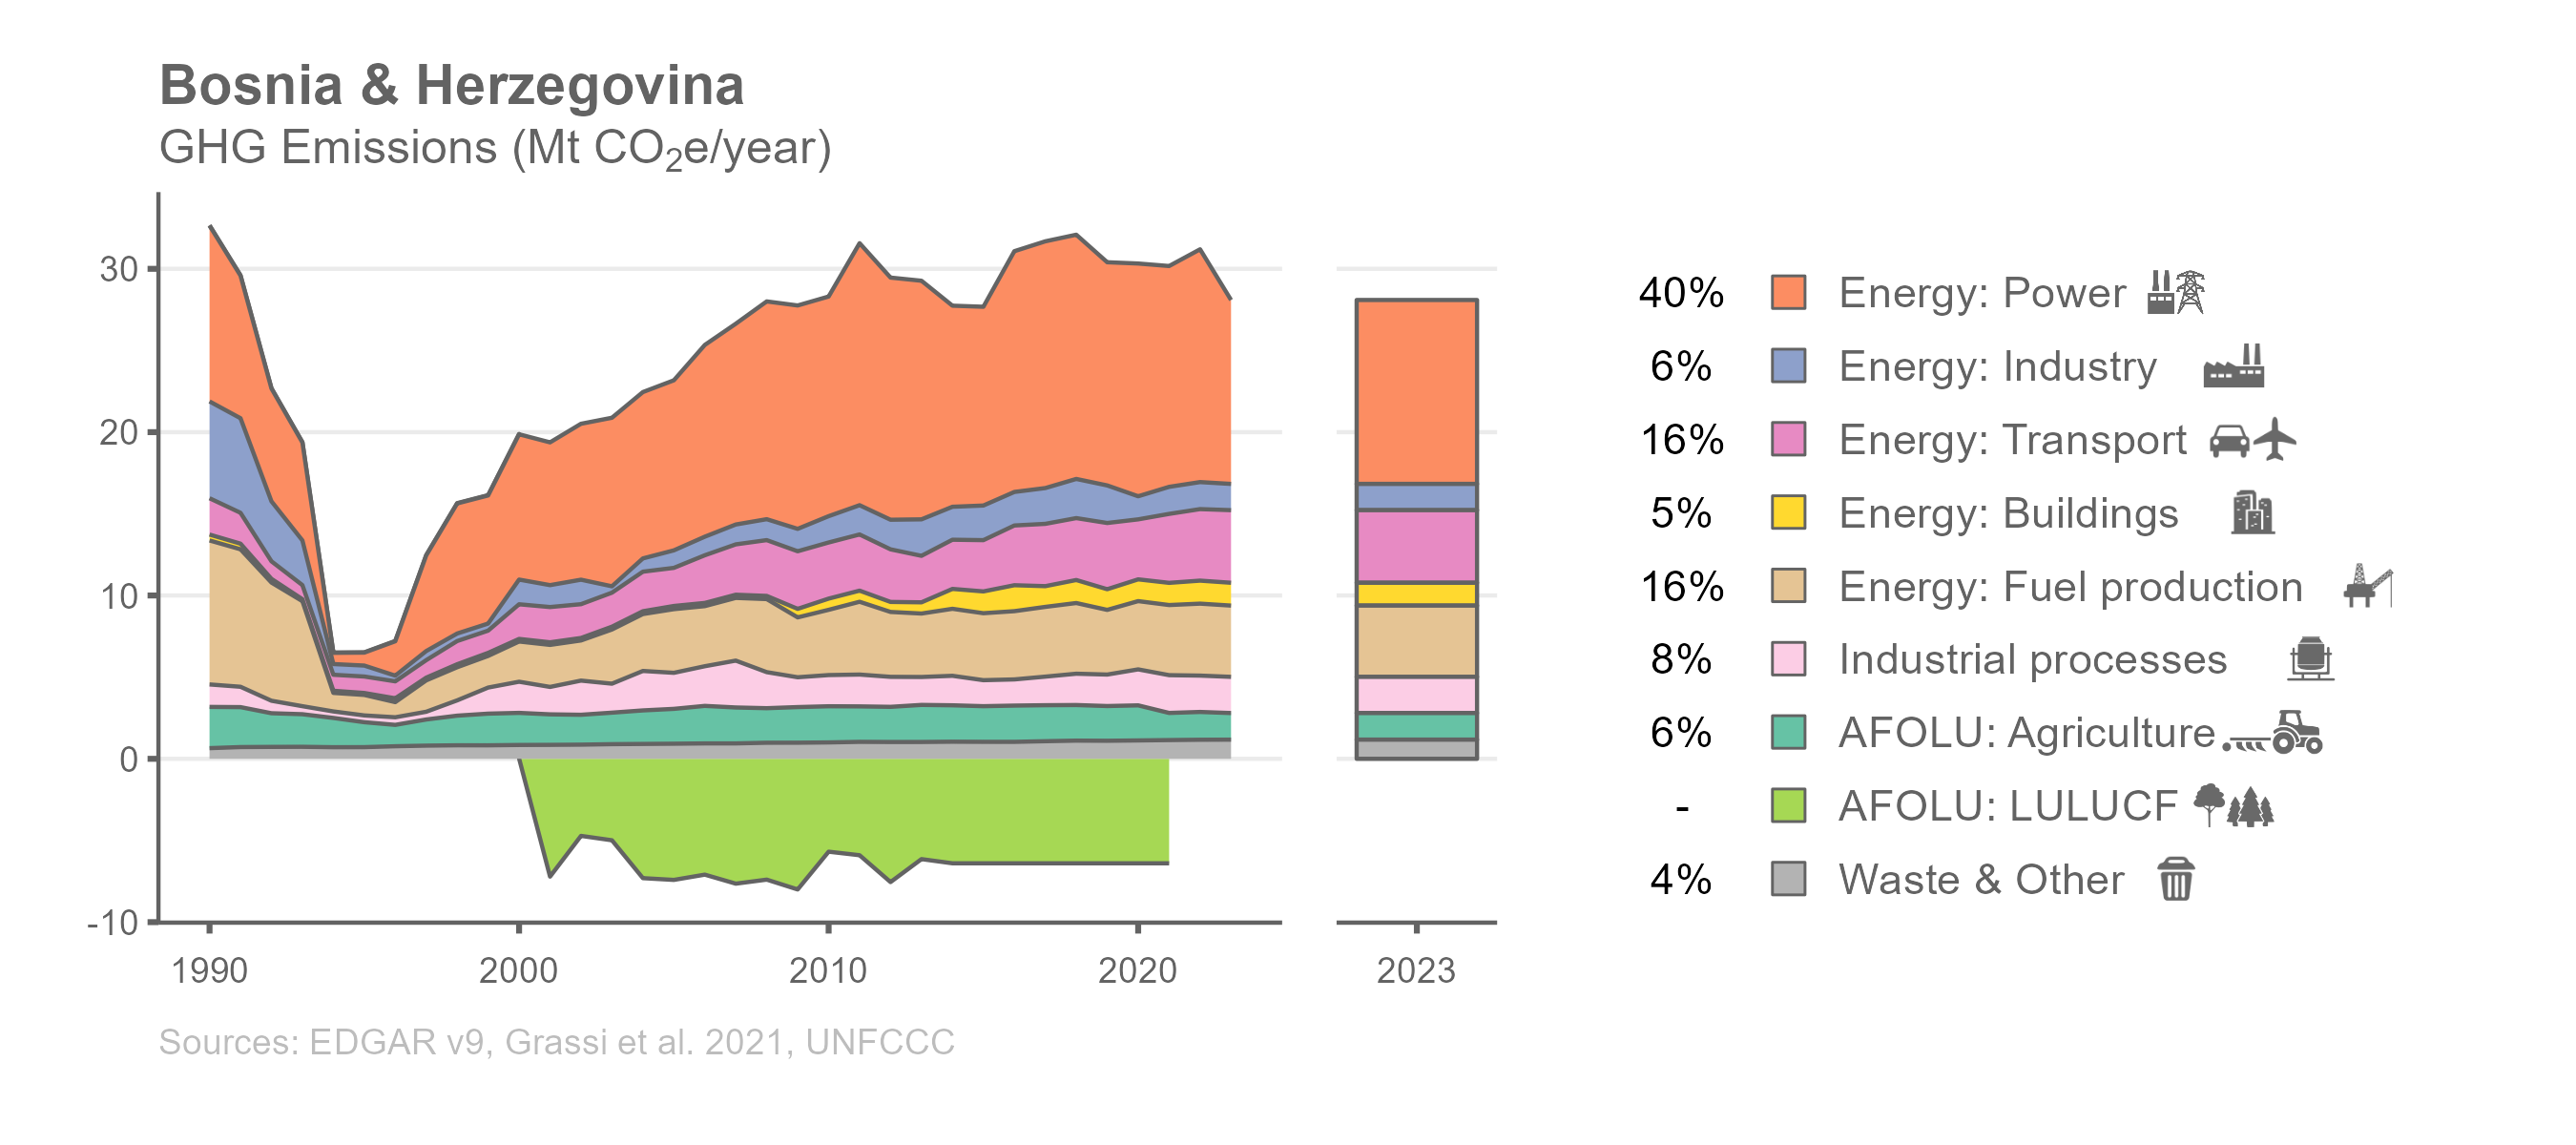 Bosnia & Herzegovina
GHG Emissions (Mt CO₂e/year)
30
20
10
0
-10
1990
2000
2010
2020
2023
40% Energy: Power
6% Energy: Industry
16% Energy: Transport
5% Energy: Buildings
16% Energy: Fuel production
8% Industrial processes
6% AFOLU: Agriculture
- AFOLU: LULUCF
4% Waste & Other
Sources: EDGAR v9, Grassi et al. 2021, UNFCCC